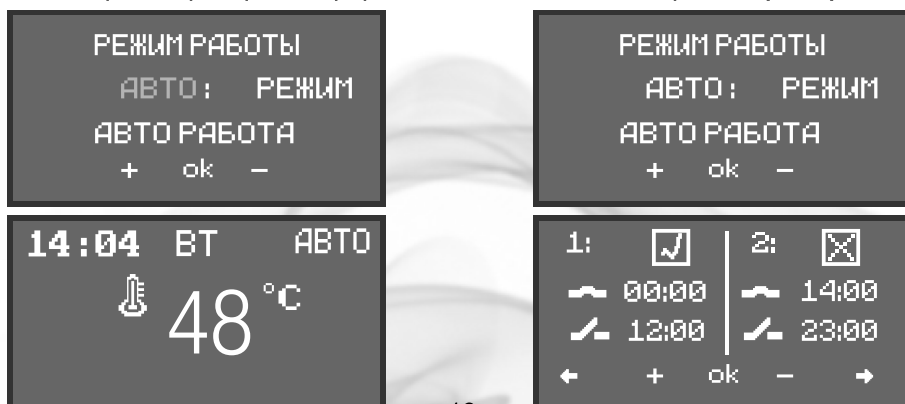 РЕЖИМ РАБОТЫ
АВТО: РЕЖИМ
АВТО РАБОТА
+ ok −
РЕЖИМ РАБОТЫ
АВТО: РЕЖИМ
АВТО РАБОТА
+ ok −
14:04 ВТ АВТО
48°C
1: 2:
00:00 14:00
12:00 23:00
← + ok − →